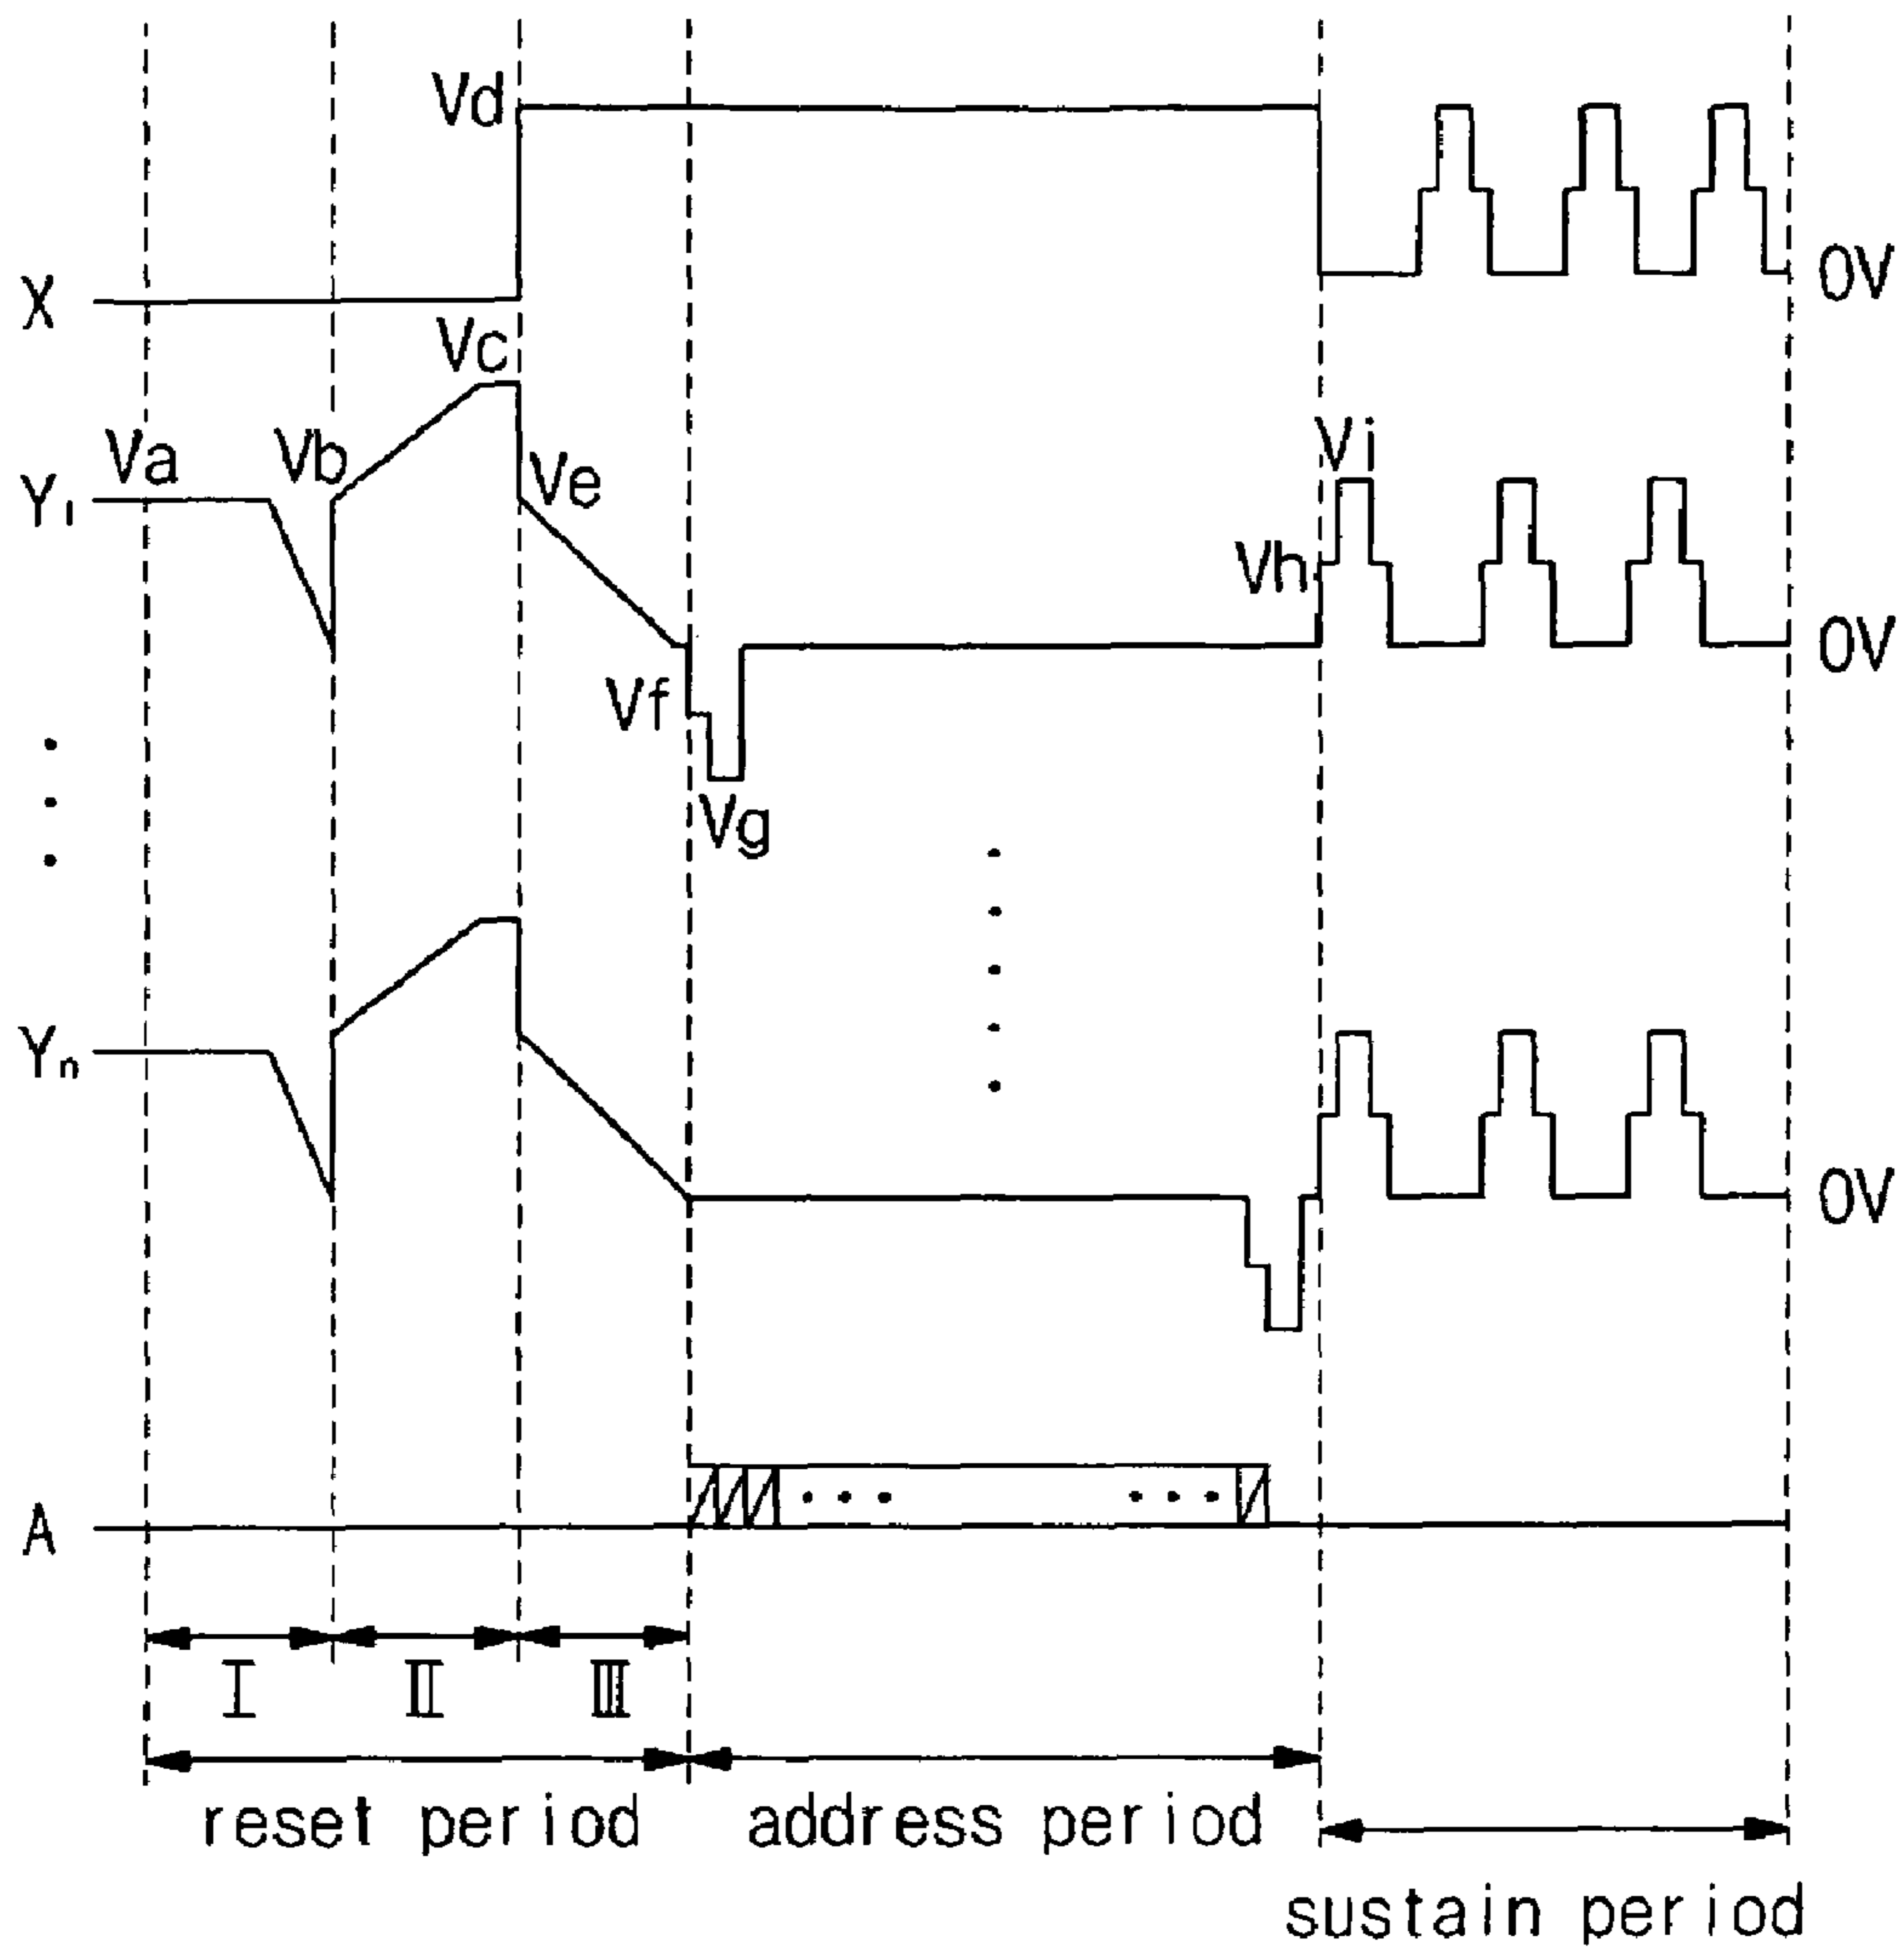 Vd
X
0V
Vc
Va
Vb
Ve
Vi
Y1
Vh
0V
Vf
Vg
Yn
0V
A
I
II
III
reset period
address period
sustain period